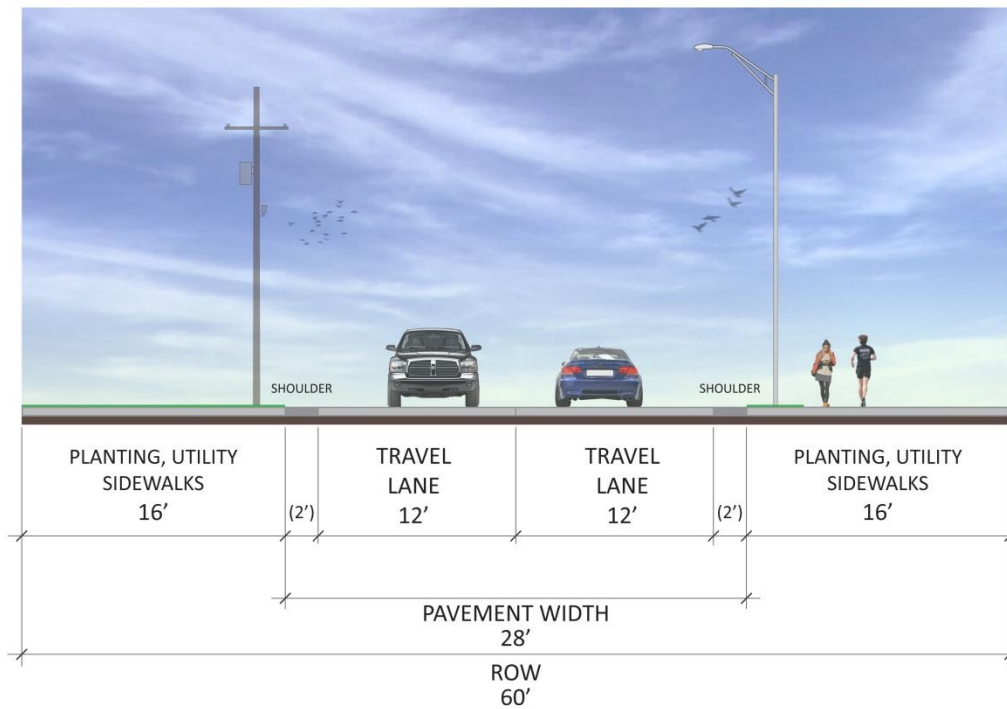 SHOULDER
SHOULDER
PLANTING, UTILITY
SIDEWALKS
16’
(2’)
TRAVEL
LANE
12’
TRAVEL
LANE
12’
(2’)
PLANTING, UTILITY
SIDEWALKS
16’
PAVEMENT WIDTH
28’
ROW
60’